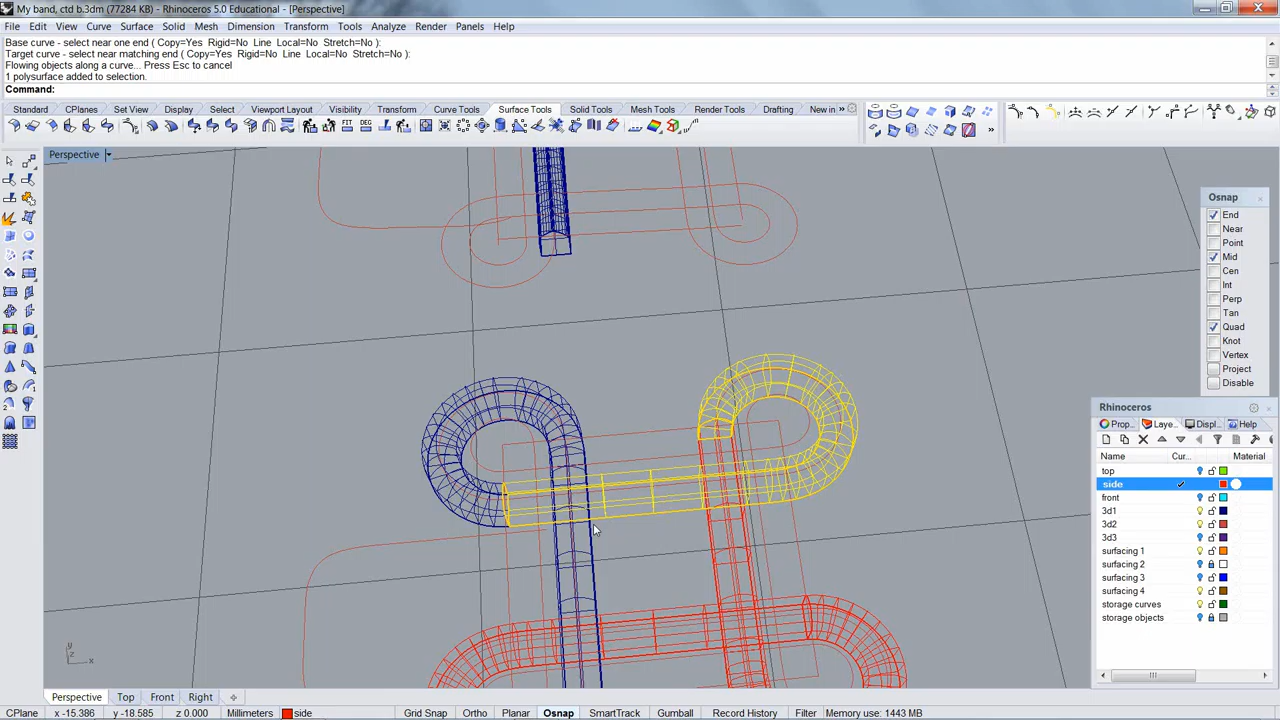 My band, ctd b.3dm (77284 KB) - Rhinoceros 5.0 Educational - [Perspective]
File Edit View Curve Surface Solid Mesh Dimension Transform Tools Analyze Render Panels Help
Base curve - select near one end ( Copy=Yes Rigid=No Line Local=No Stretch=No ):
Target curve - select near matching end ( Copy=Yes Rigid=No Line Local=No Stretch=No ):
Flowing objects along a curve... Press Esc to cancel
1 polysurface added to selection.
Command:
Standard CPlanes Set View Display Select Viewport Layout Visibility Transform Curve Tools Surface Tools Solid Tools Mesh Tools Render Tools Drafting New in »
FIT DEG
Perspective
Osnap
End
Near
Point
Mid
Cen
Int
Perp
Tan
Quad
Knot
Vertex
Project
Disable
Rhinoceros
Prop... Laye... Displ... Help
Name Cur... Material
top
side
front
3d1
3d2
3d3
surfacing 1
surfacing 2
surfacing 3
surfacing 4
storage curves
storage objects
y
z x
Perspective Top Front Right
CPlane x -15.386 y -18.585 z 0.000 Millimeters side Grid Snap Ortho Planar Osnap SmartTrack Gumball Record History Filter Memory use: 1443 MB